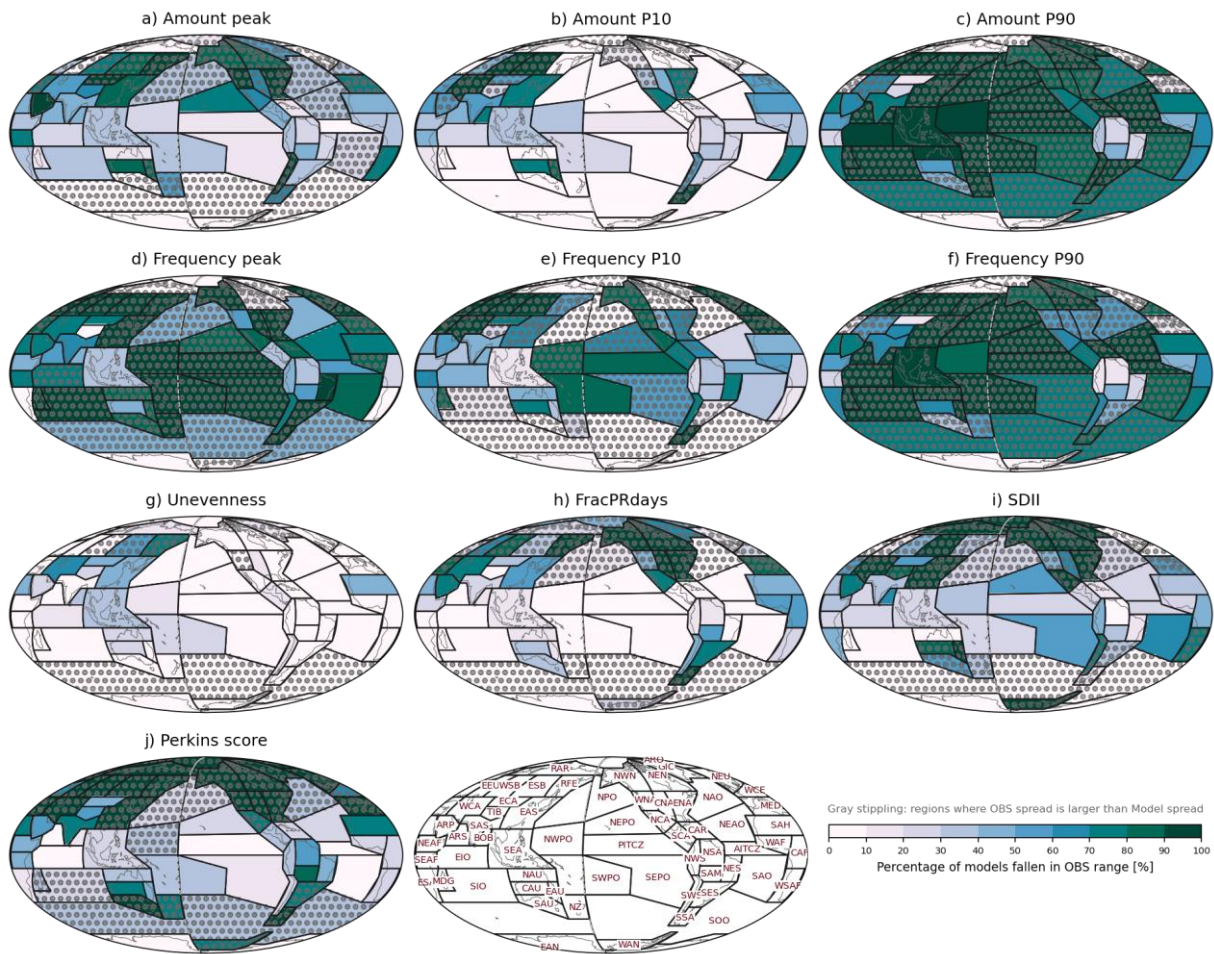 a) Amount peak
b) Amount P10
c) Amount P90
d) Frequency peak
e) Frequency P10
f) Frequency P90
g) Unevenness
h) FracPRdays
i) SDII
j) Perkins score
ARO
GIC
RAR
NWN
NEN
NEU
EEU
WSB
ESB
RFE
WCE
NPO
WNA
CNA
ENA
NAO
MED
WCA
ECA
TIB
EAS
NCA
NEPO
ARP
SAS
SCA
CAR
NEAO
SAH
ARS
BOB
NWPO
PITCZ
NEAF
SEA
NSA
AITCZ
WAF
CAF
SEAF
EIO
NWS
SAM
NES
NAU
SWPO
SEPO
SAO
WSAF
MDG
SIO
CAU
EAU
SWS
SES
SAU
NZ
SSA
SOO
EAN
WAN
Gray stippling: regions where OBS spread is larger than Model spread
0 10 20 30 40 50 60 70 80 90 100
Percentage of models fallen in OBS range [%]